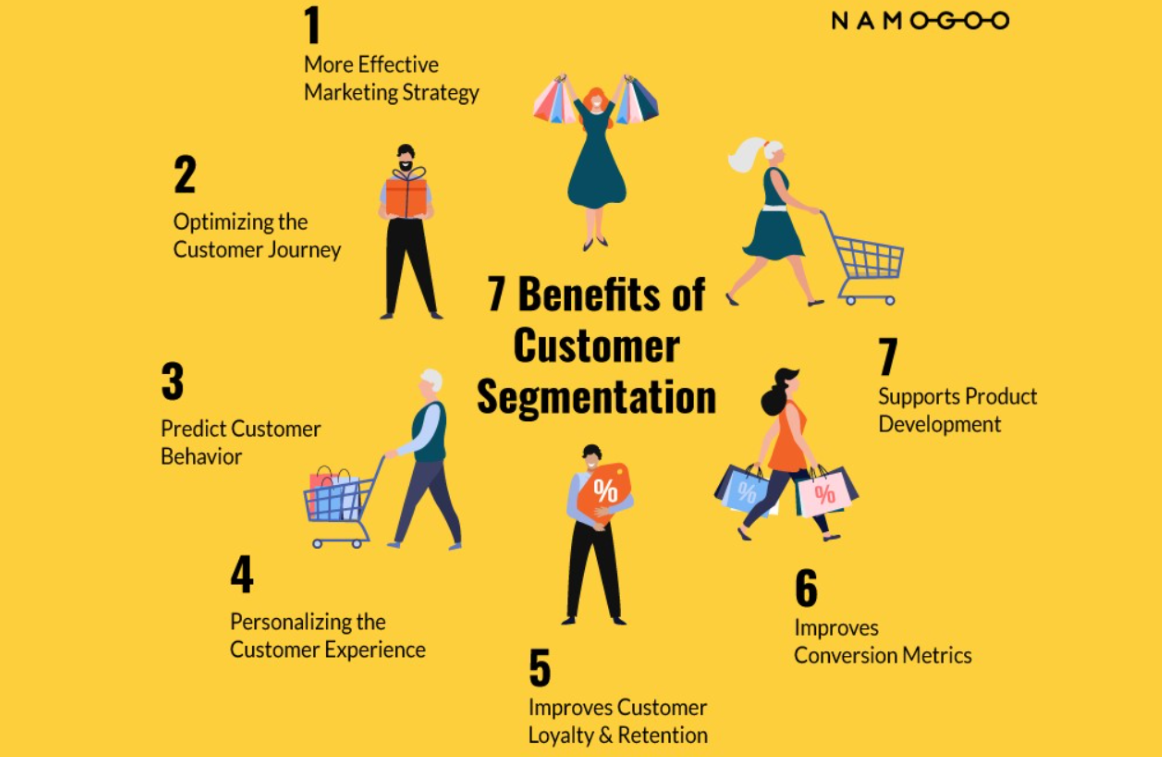 NAMOGOO
1
More Effective
Marketing Strategy
2
Optimizing the
Customer Journey
7 Benefits of
Customer
Segmentation
3
Predict Customer
Behavior
4
Personalizing the
Customer Experience
%
5
Improves Customer
Loyalty & Retention
%
%
6
Improves
Conversion Metrics
7
Supports Product
Development